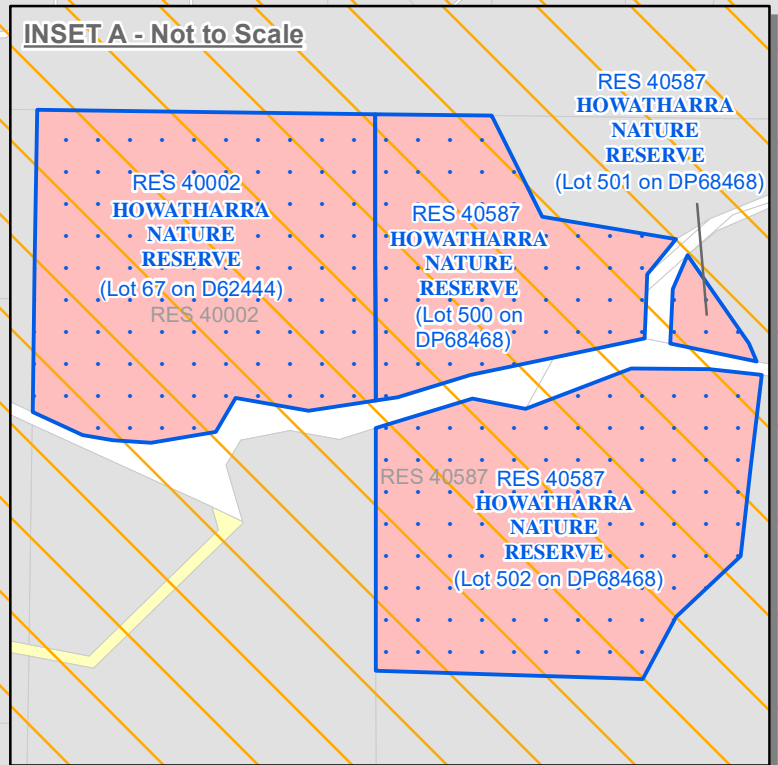 INSET A - Not to Scale
RES 40587
HOWATHARRA
NATURE
RESERVE
(Lot 501 on DP68468)
RES 40002
HOWATHARRA
NATURE
RESERVE
(Lot 67 on D62444)
RES 40002
RES 40587
HOWATHARRA
NATURE
RESERVE
(Lot 500 on
DP68468)
RES 40587
RES 40587
HOWATHARRA
NATURE
RESERVE
(Lot 502 on DP68468)